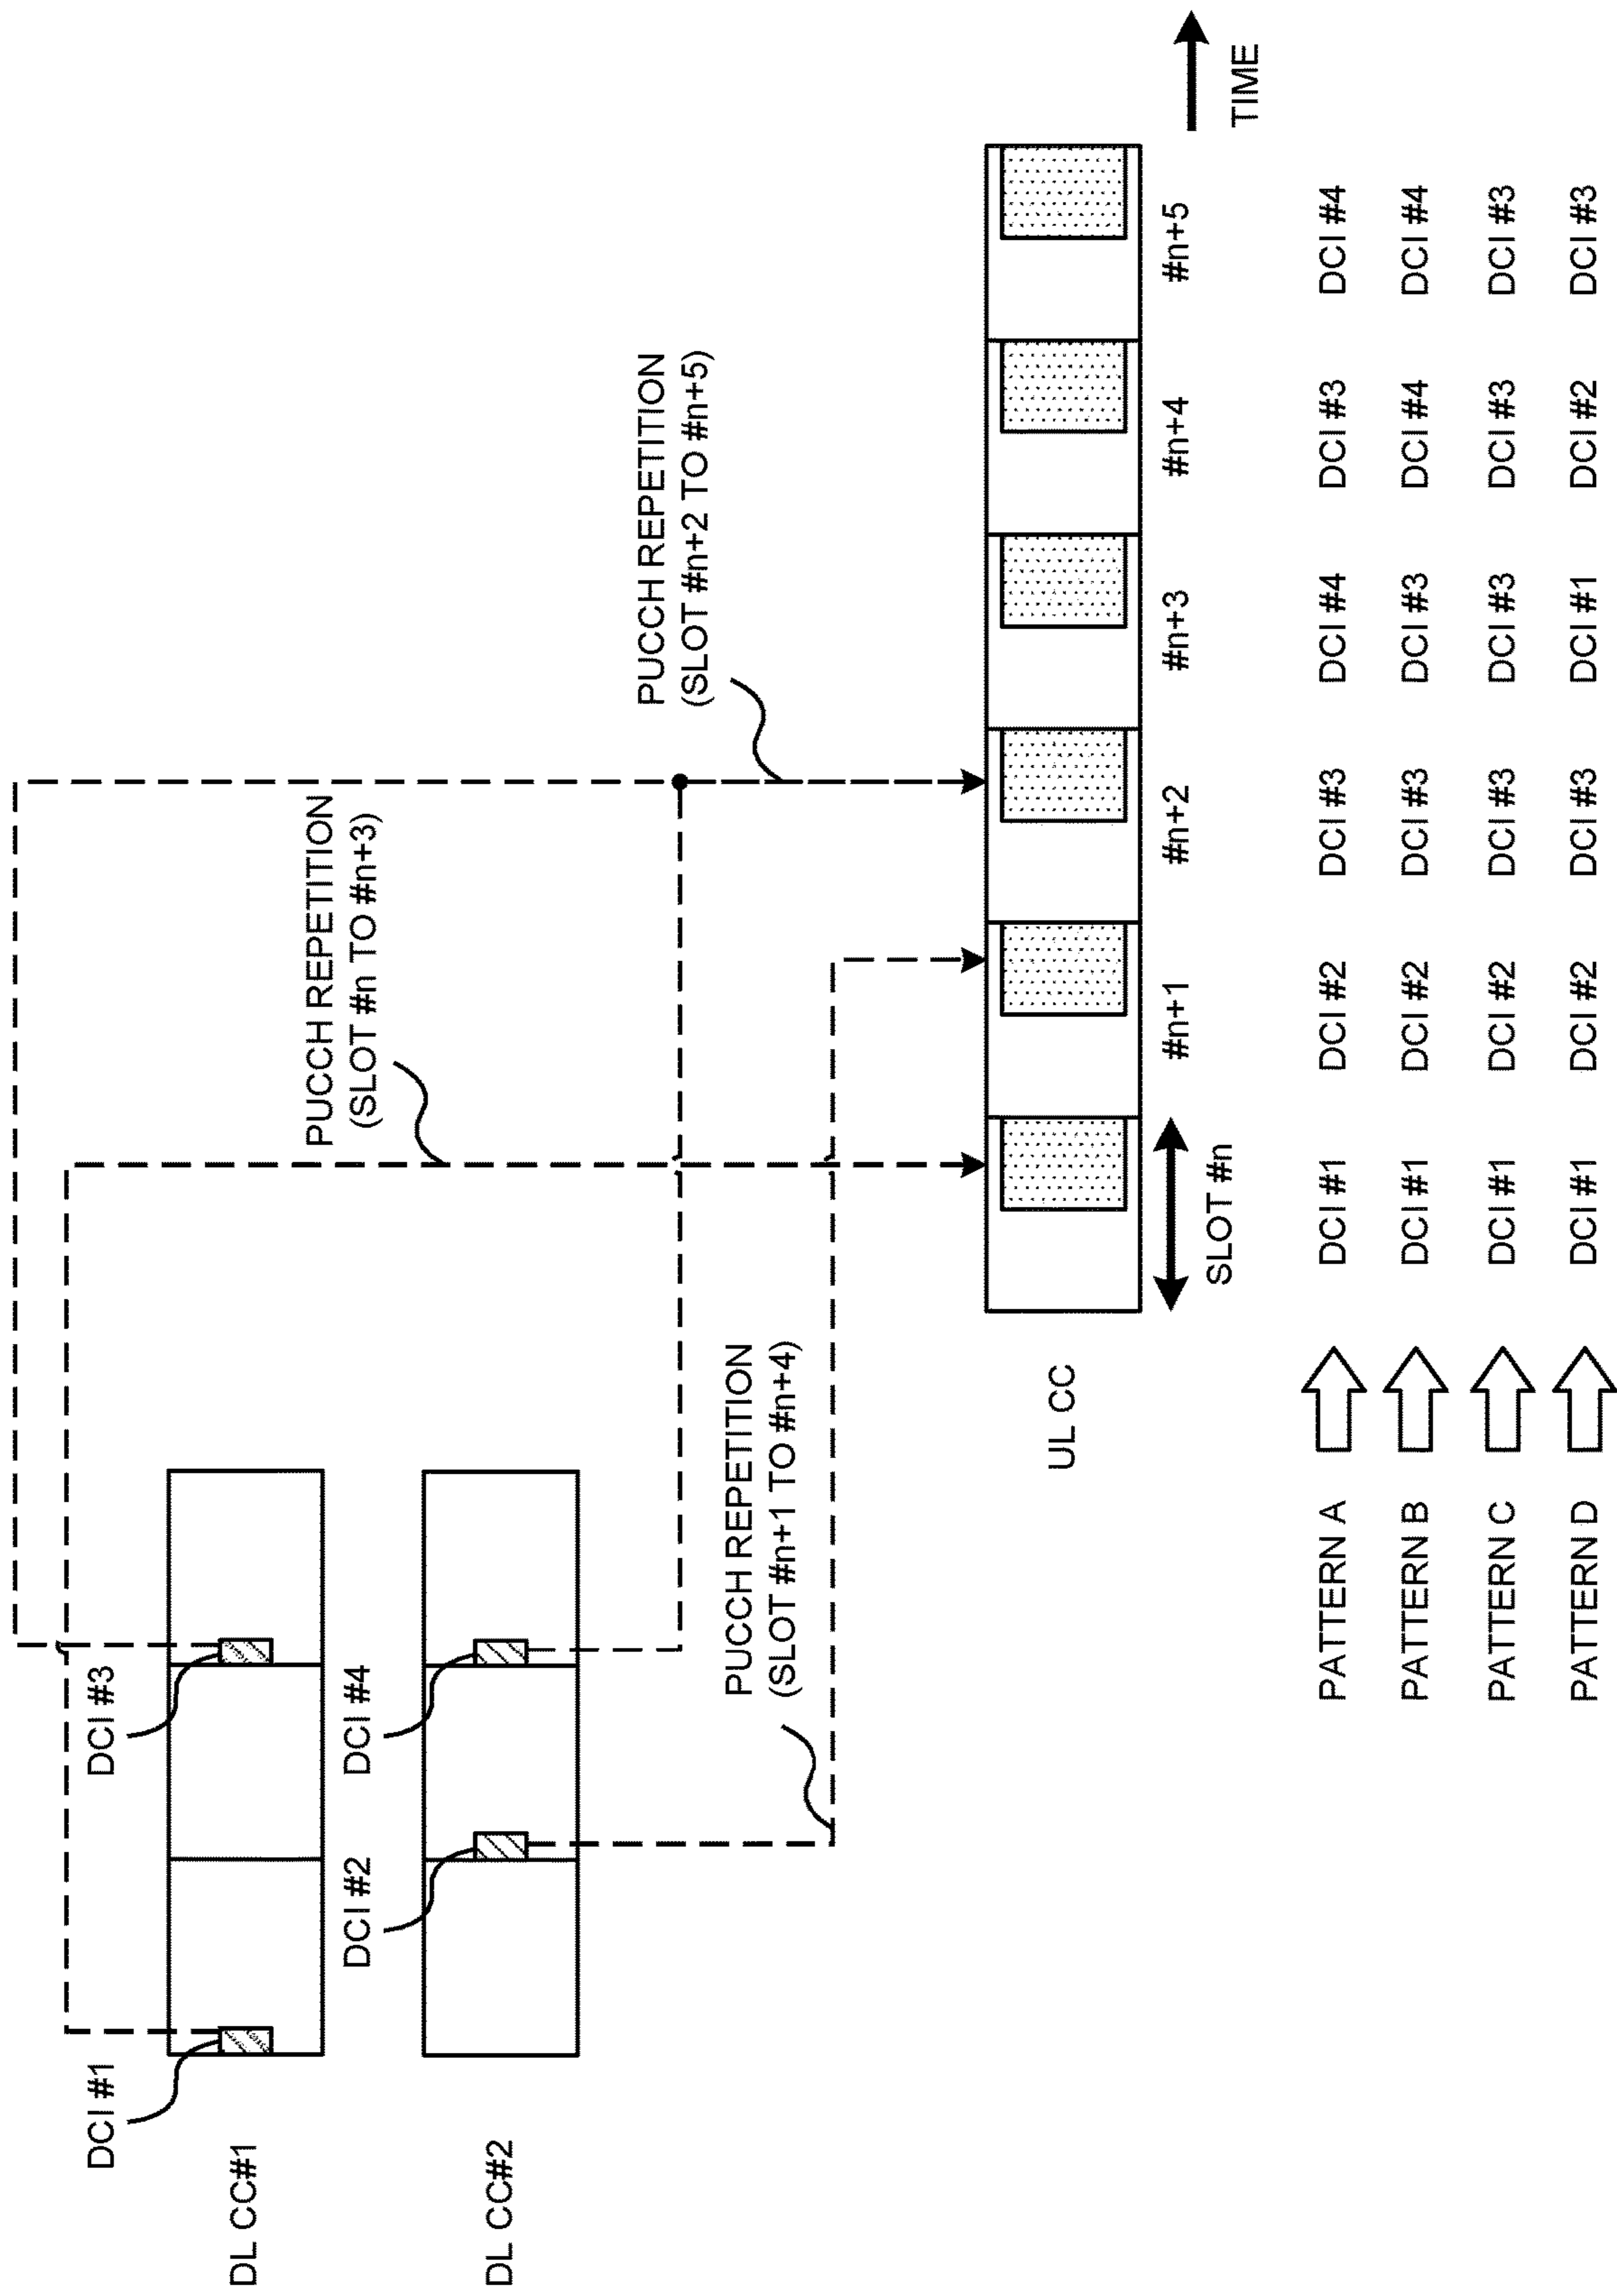 DCI #1
DCI #3
DL CC#1
DCI #2
DCI #4
DL CC#2
PUCCH REPETITION
(SLOT #n TO #n+3)
PUCCH REPETITION
(SLOT #n+2 TO #n+5)
PUCCH REPETITION
(SLOT #n+1 TO #n+4)
UL CC
SLOT #n
#n+1
#n+2
#n+3
#n+4
#n+5
TIME
PATTERN A DCI #1 DCI #2 DCI #3 DCI #4 DCI #3 DCI #4
PATTERN B DCI #1 DCI #2 DCI #3 DCI #3 DCI #4 DCI #4
PATTERN C DCI #1 DCI #2 DCI #3 DCI #3 DCI #3 DCI #3
PATTERN D DCI #1 DCI #2 DCI #3 DCI #1 DCI #2 DCI #3